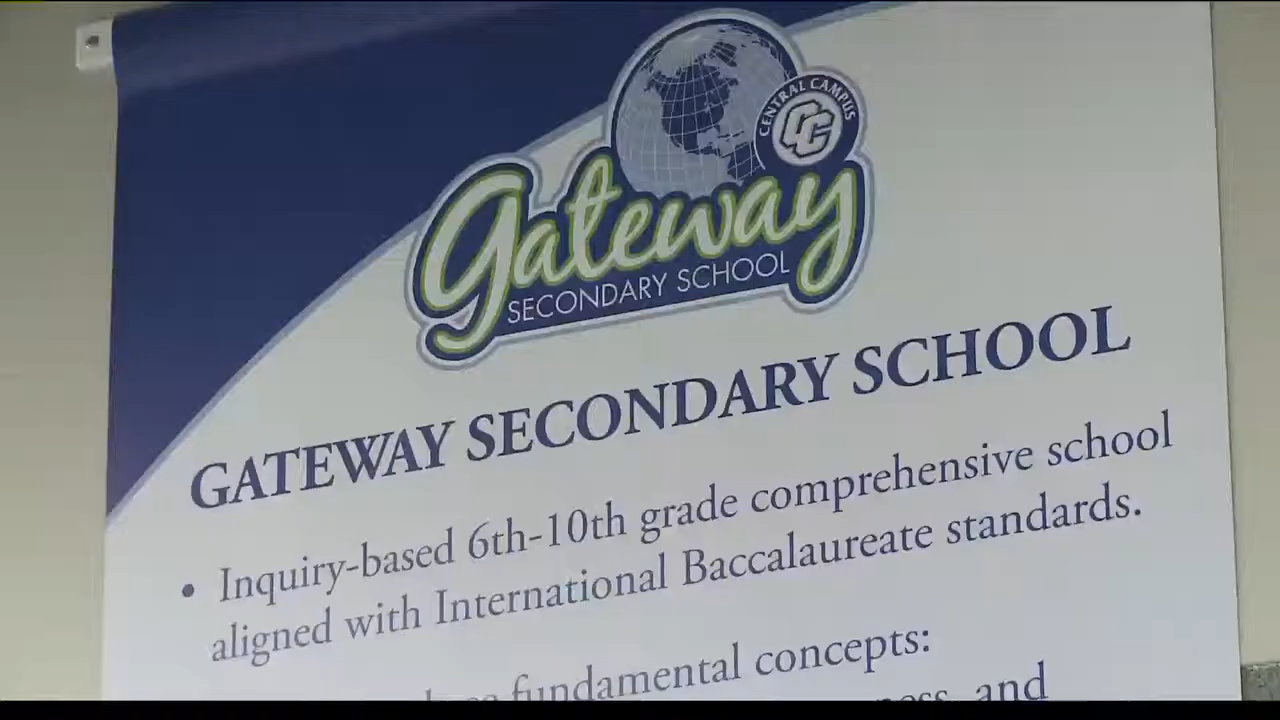 CENTRAL CAMPUS
CC
Gateway
SECONDARY SCHOOL
GATEWAY SECONDARY SCHOOL
• Inquiry-based 6th-10th grade comprehensive school
aligned with International Baccalaureate standards.
fundamental concepts:
and